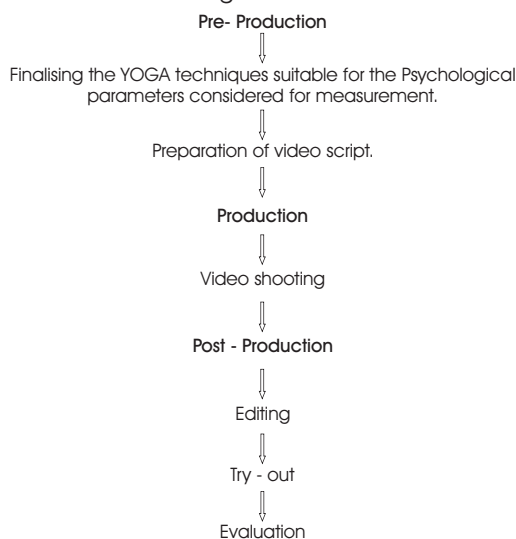 Pre- Production
Finalising the YOGA techniques suitable for the Psychological
parameters considered for measurement.
Preparation of video script.
Production
Video shooting
Post - Production
Editing
Try - out
Evaluation